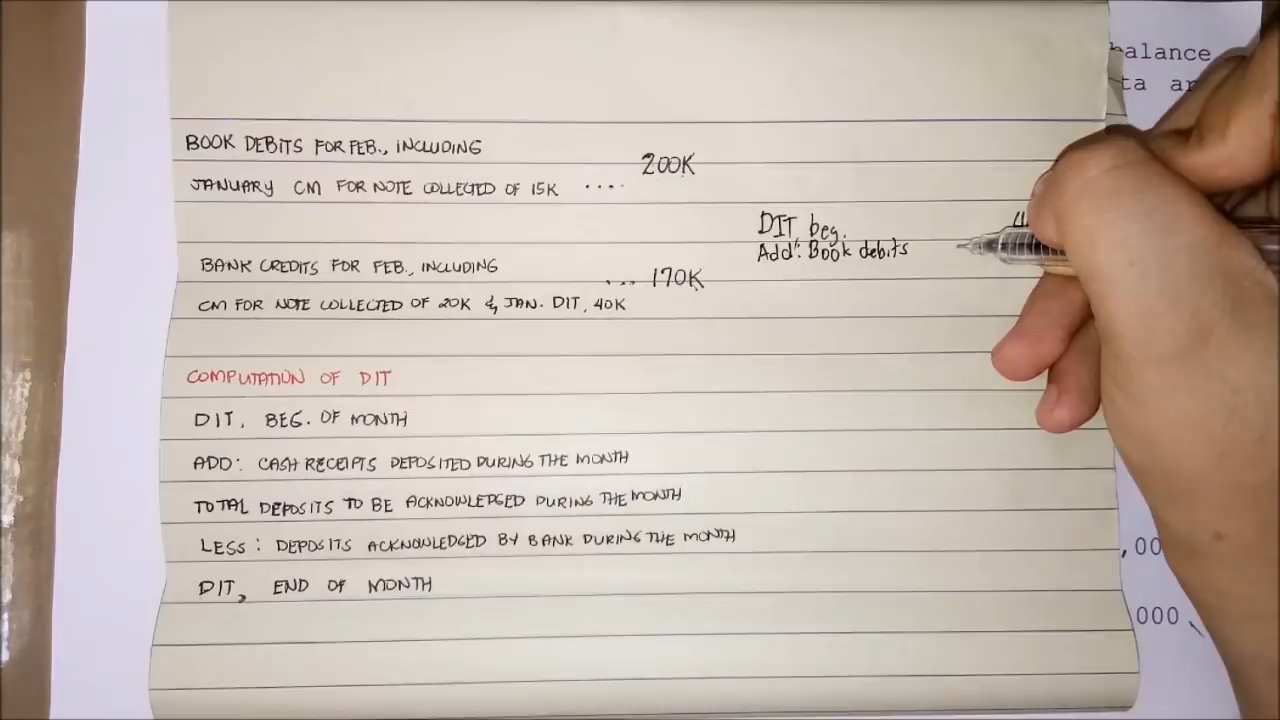 balance
ta
BOOK DEBITS FOR FEB., INCLUDING
200K
JANUARY CM FOR NOTE COLLECTED OF 15K ....
DIT beg.
Add: Book debits
BANK CREDITS FOR FEB., INCLUDING
... 170K
CM FOR NOTE COLLECTED OF 20K & JAN. DIT, 40K
COMPUTATION OF DIT
DIT, BEG. OF MONTH
ADD: CASH RECEIPTS DEPOSITED DURING THE MONTH
TOTAL DEPOSITS TO BE ACKNOWLEDGED DURING THE MONTH
LESS: DEPOSITS ACKNOWLEDGED BY BANK DURING THE MONTH
,00
DIT, END OF MONTH
000